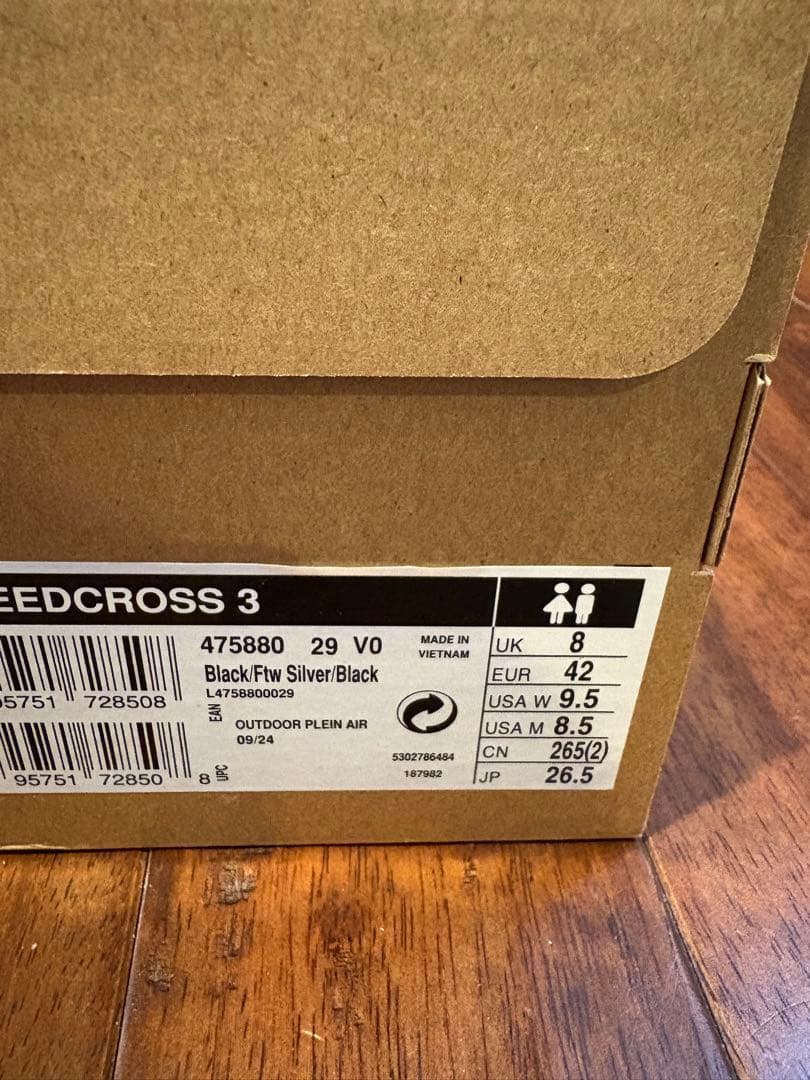 EEDCROSS 3
475880 29 V0
MADE IN
VIETNAM
Black/Ftw Silver/Black
L4758800029
95751 728508
EAN
OUTDOOR PLEIN AIR
09/24
5302786484
187982
95751 72850 8
UPC
UK 8
EUR 42
USA W 9.5
USA M 8.5
CN 265(2)
JP 26.5